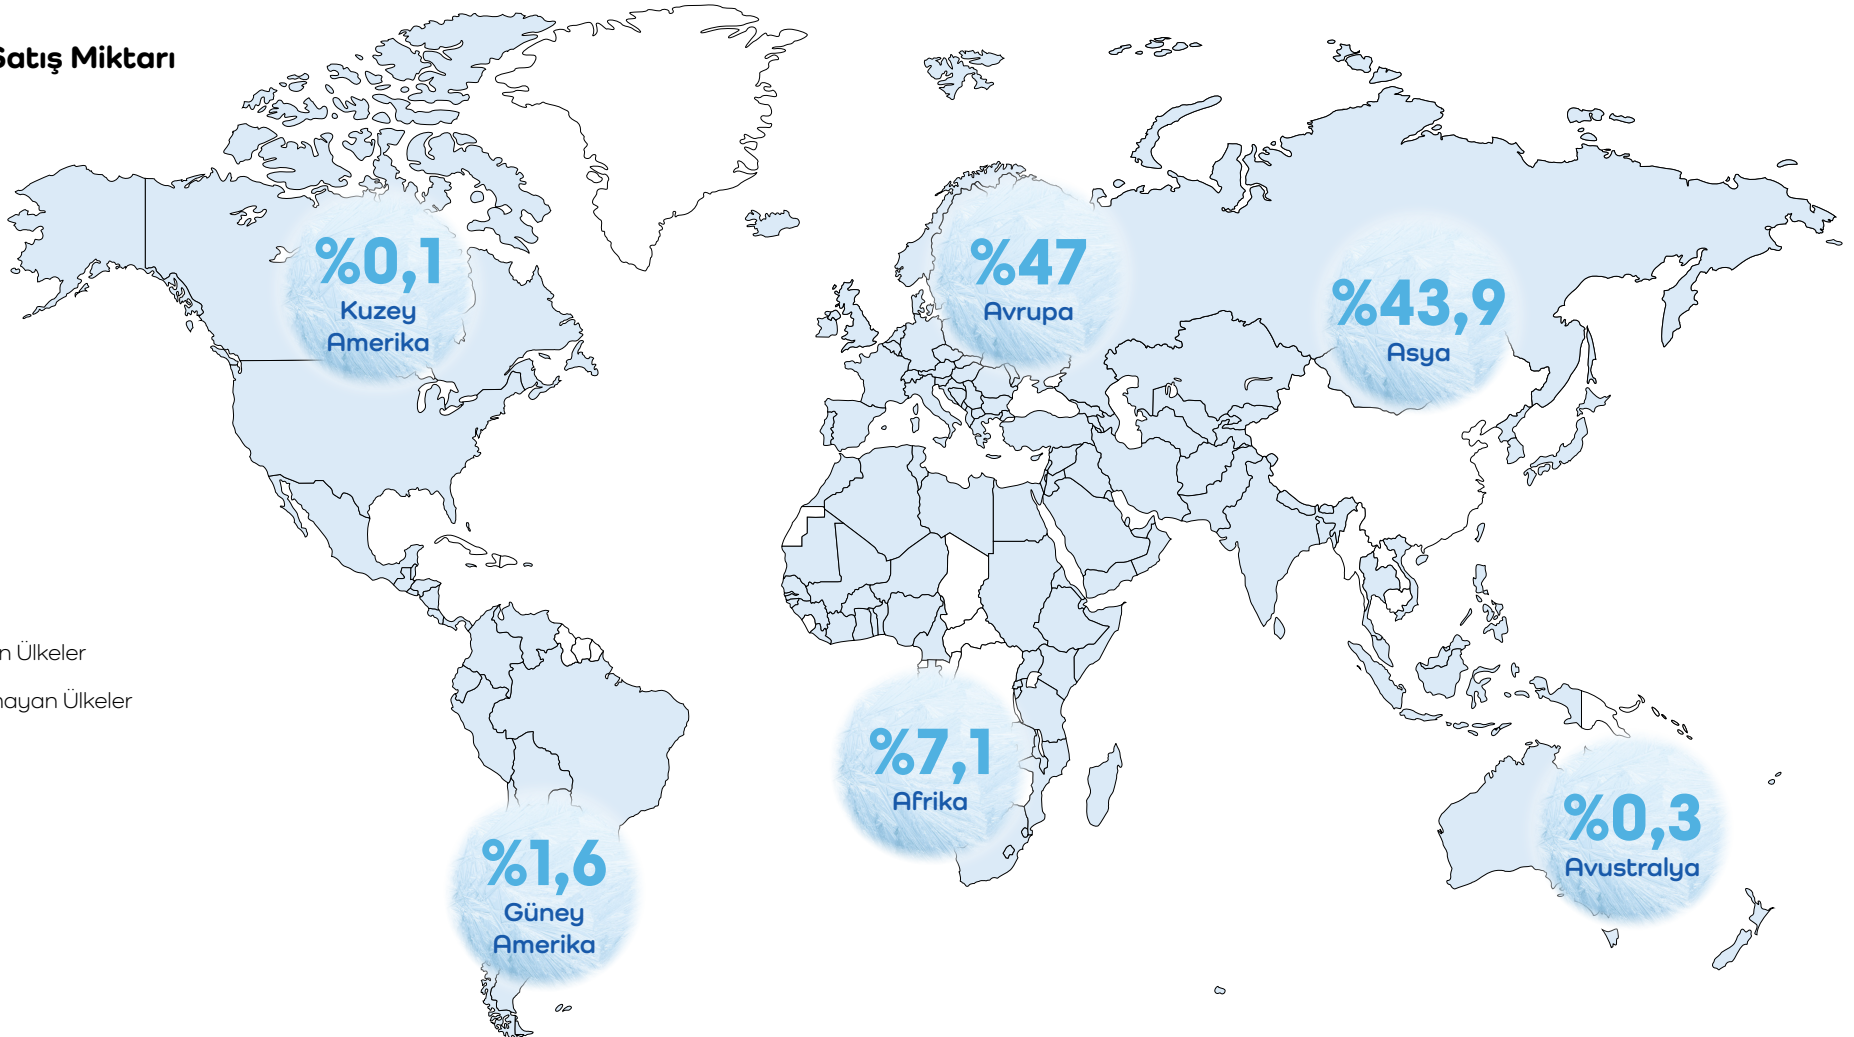 Satış Miktarı
%0,1
Kuzey
Amerika
%47
Avrupa
%43,9
Asya
n Ülkeler
mayan Ülkeler
%7,1
Afrika
%0,3
Avustralya
%1,6
Güney
Amerika